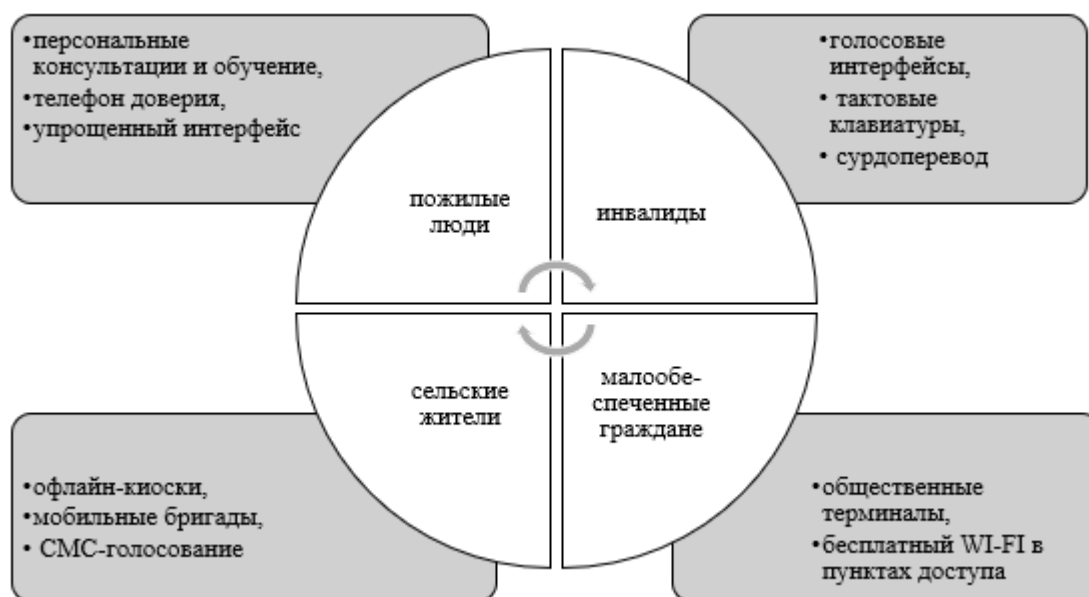 •персональные
консультации и обучение,
•телефон доверия,
•упрощенный интерфейс
•голосовые
интерфейсы,
• тактовые
клавиатуры,
• сурдоперевод
пожилые
люди
инвалиды
сельские
жители
малообе-
спеченные
граждане
•офлайн-киоски,
•мобильные бригады,
• СМС-голосование
•общественные
терминалы,
•бесплатный WI-FI в
пунктах доступа